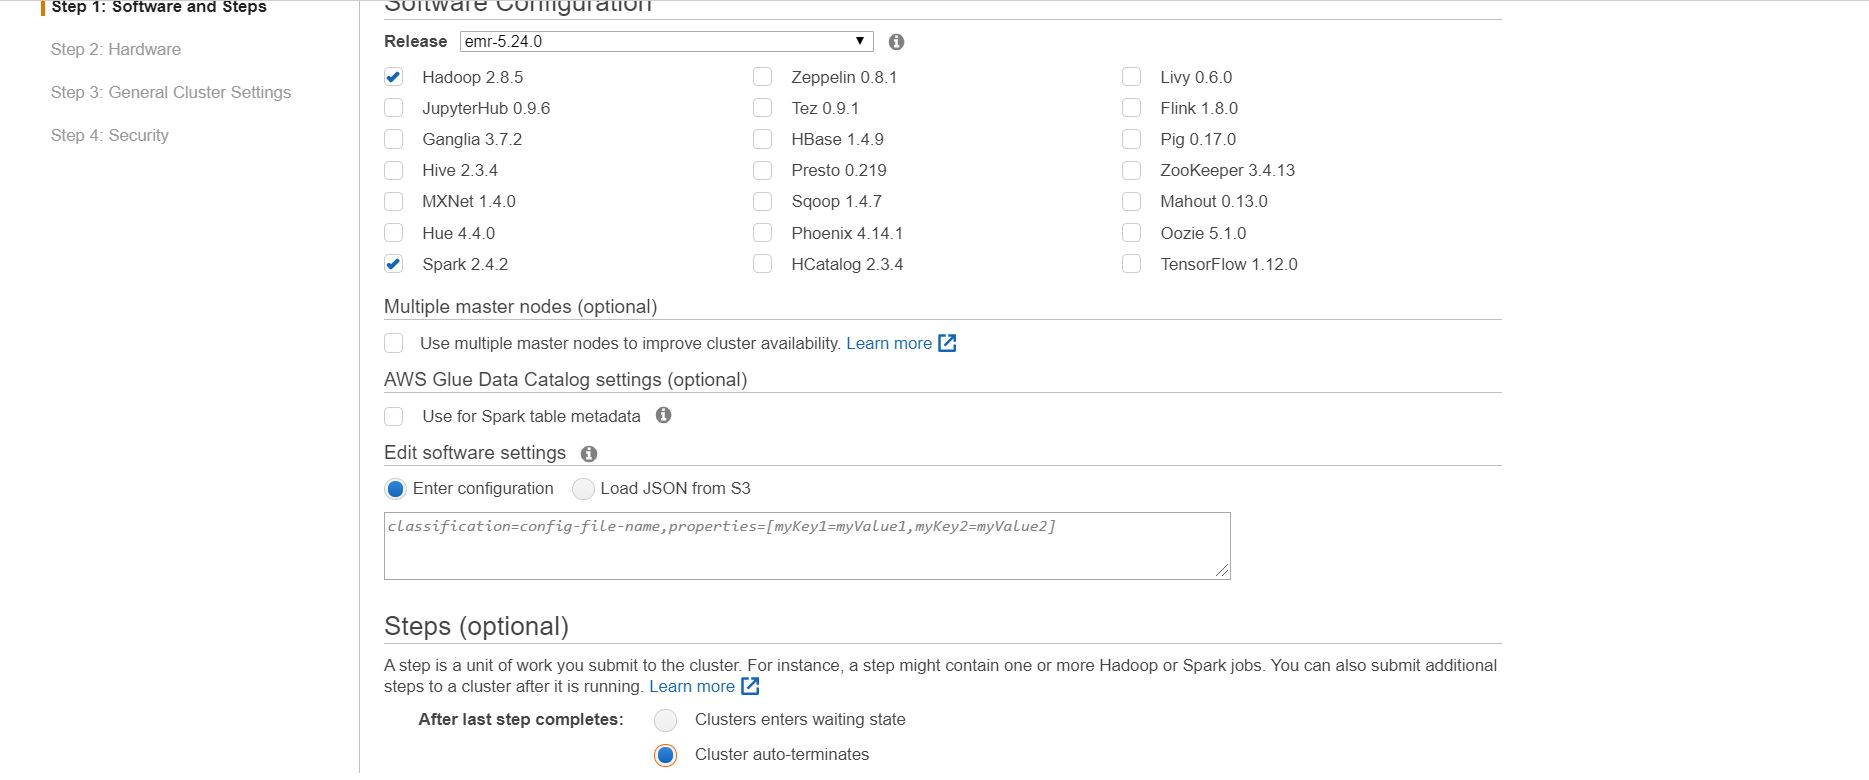 Step 1: Software and Steps
Step 2: Hardware
Step 3: General Cluster Settings
Step 4: Security
Software Configuration
Release emr-5.24.0
Hadoop 2.8.5 Zeppelin 0.8.1 Livy 0.6.0
JupyterHub 0.9.6 Tez 0.9.1 Flink 1.8.0
Ganglia 3.7.2 HBase 1.4.9 Pig 0.17.0
Hive 2.3.4 Presto 0.219 ZooKeeper 3.4.13
MXNet 1.4.0 Sqoop 1.4.7 Mahout 0.13.0
Hue 4.4.0 Phoenix 4.14.1 Oozie 5.1.0
Spark 2.4.2 HCatalog 2.3.4 TensorFlow 1.12.0
Multiple master nodes (optional)
Use multiple master nodes to improve cluster availability. Learn more
AWS Glue Data Catalog settings (optional)
Use for Spark table metadata
Edit software settings
Enter configuration Load JSON from S3
classification=config-file-name,properties=[myKey1=myValue1,myKey2=myValue2]
Steps (optional)
A step is a unit of work you submit to the cluster. For instance, a step might contain one or more Hadoop or Spark jobs. You can also submit additional
steps to a cluster after it is running. Learn more
After last step completes: Clusters enters waiting state
Cluster auto-terminates